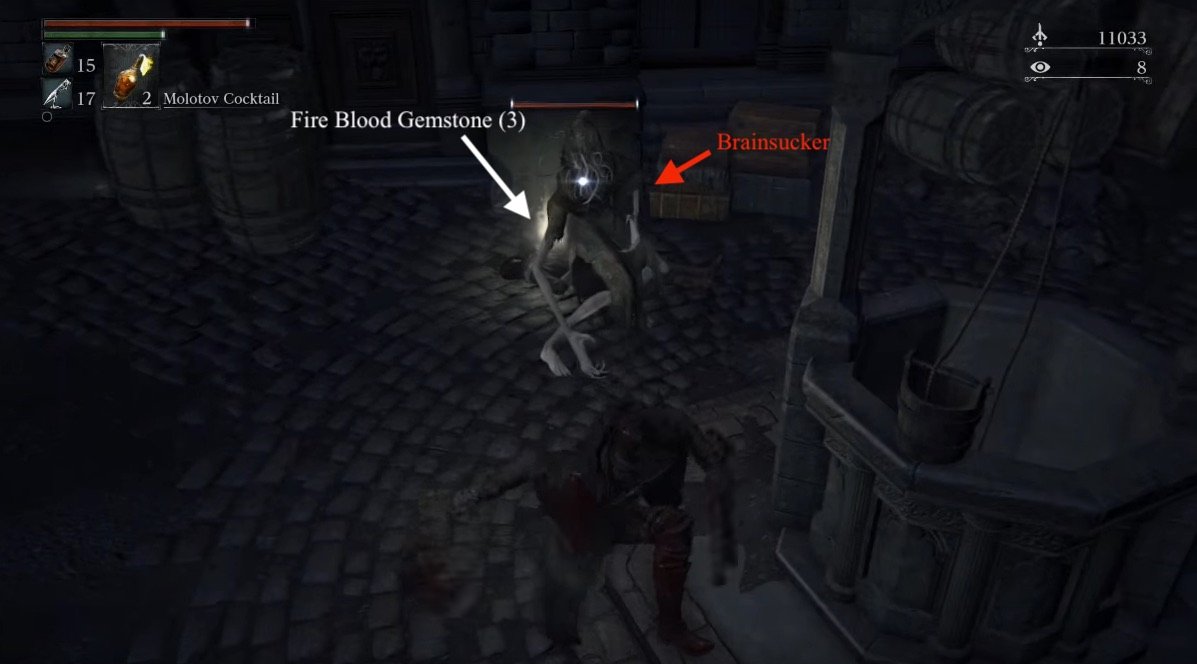 15
17
2 Molotov Cocktail
11033
8
Fire Blood Gemstone (3)
Brainsucker